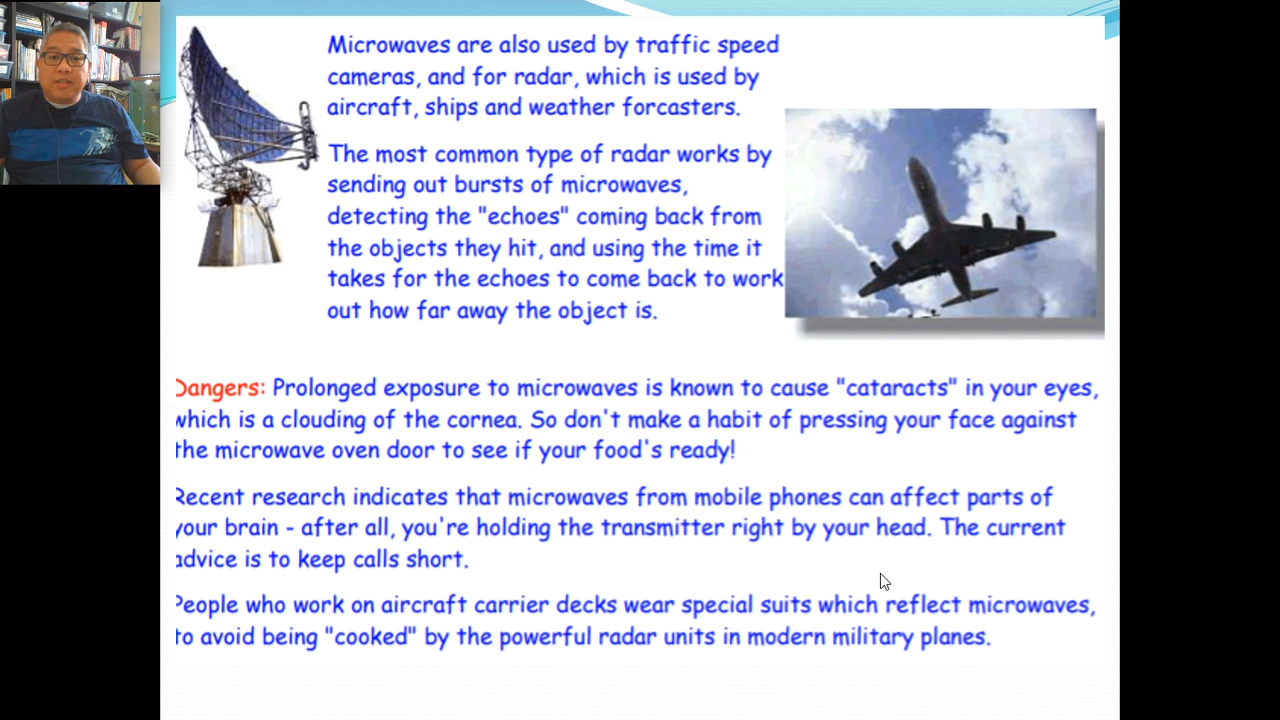 Microwaves are also used by traffic speed
cameras, and for radar, which is used by
aircraft, ships and weather forcasters.
The most common type of radar works by
sending out bursts of microwaves,
detecting the "echoes" coming back from
the objects they hit, and using the time it
takes for the echoes to come back to work
out how far away the object is.
Dangers: Prolonged exposure to microwaves is known to cause "cataracts" in your eyes,
which is a clouding of the cornea. So don't make a habit of pressing your face against
the microwave oven door to see if your food's ready!
Recent research indicates that microwaves from mobile phones can affect parts of
your brain - after all, you're holding the transmitter right by your head. The current
advice is to keep calls short.
People who work on aircraft carrier decks wear special suits which reflect microwaves,
to avoid being "cooked" by the powerful radar units in modern military planes.